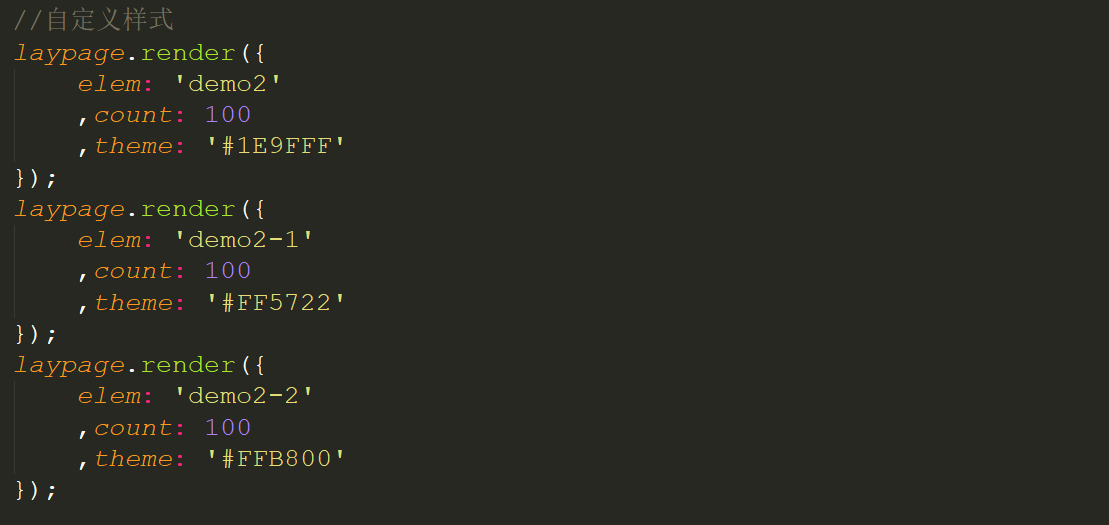 //自定义样式
laypage.render({
    elem: 'demo2'
    ,count: 100
    ,theme: '#1E9FFF'
});
laypage.render({
    elem: 'demo2-1'
    ,count: 100
    ,theme: '#FF5722'
});
laypage.render({
    elem: 'demo2-2'
    ,count: 100
    ,theme: '#FFB800'
});